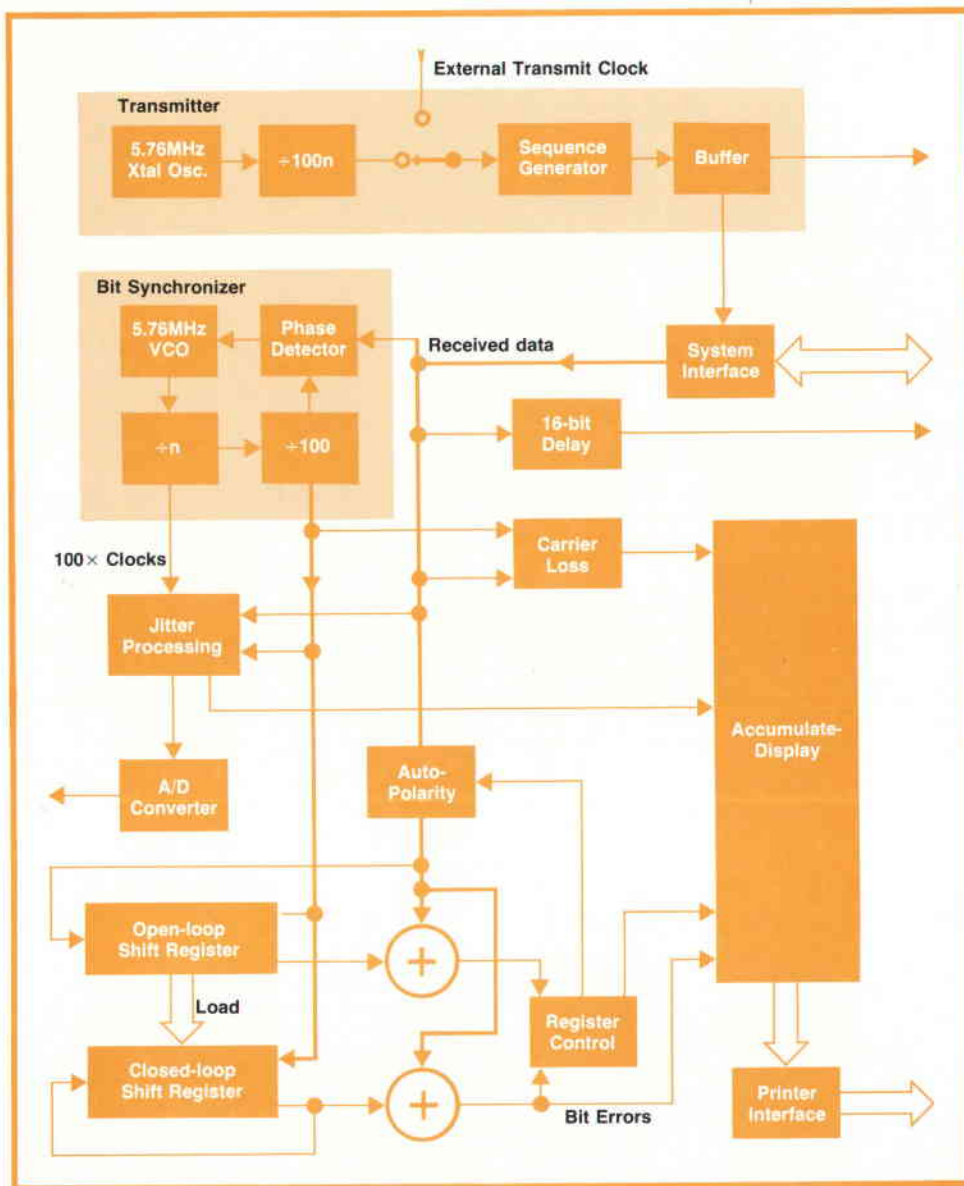 External Transmit Clock
Transmitter
5.76MHz
Xtal Osc.
÷100n
Sequence
Generator
Buffer
Bit Synchronizer
5.76MHz
VCO
Phase
Detector
Received data
System
Interface
÷n
÷100
16-bit
Delay
100× Clocks
Carrier
Loss
Jitter
Processing
Accumulate-
Display
A/D
Converter
Auto-
Polarity
Open-loop
Shift Register
+
Load
Register
Control
Closed-loop
Shift Register
+
Bit Errors
Printer
Interface